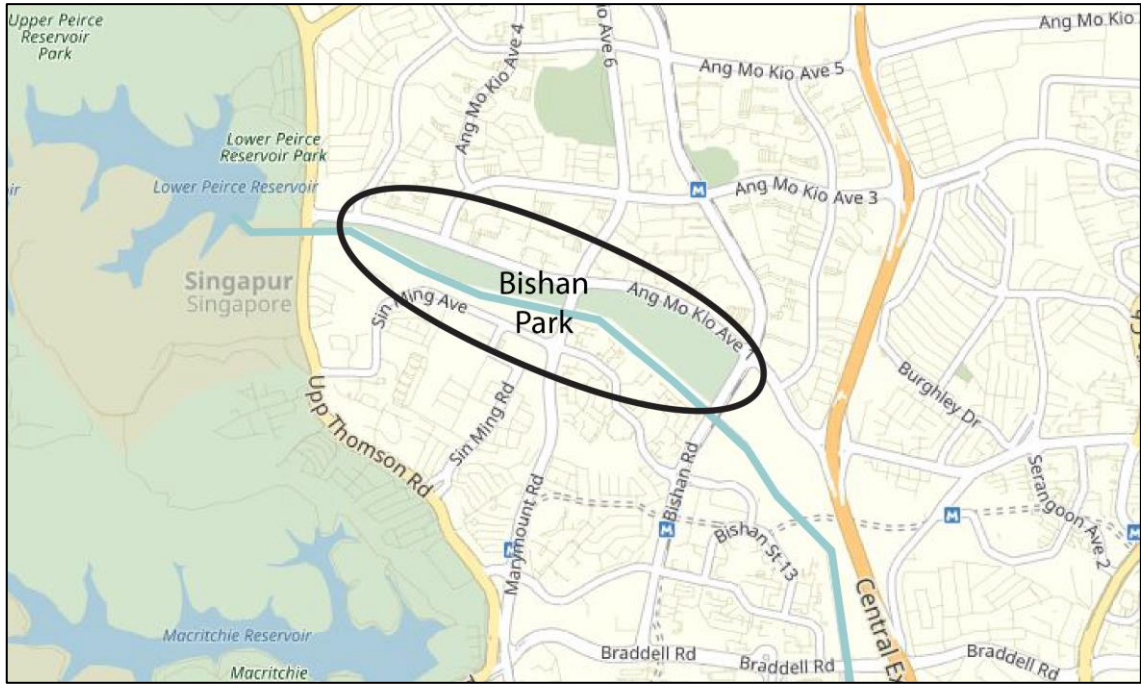 Upper Peirce
Reservoir
Park
Ang Mo Kio Ave 4
Ave 6
Ang Mo Kio
Ang Mo Kio Ave 5
Lower Peirce
Reservoir Park
Lower Peirce Reservoir
M
Ang Mo Kio Ave 3
Singapur
Singapore
Bishan
Park
Sin Ming Ave
Ang Mo Kio Ave 1
Upp Thomson Rd
Sin Ming Rd
Burghley Dr
Marymount Rd
Bishan Rd
Serangoon Ave 2
M
M
M
M
Bishan St 13
Macritchie Reservoir
Macritchie
Braddell Rd
Braddell Rd
Braddell Rd
Central Ex